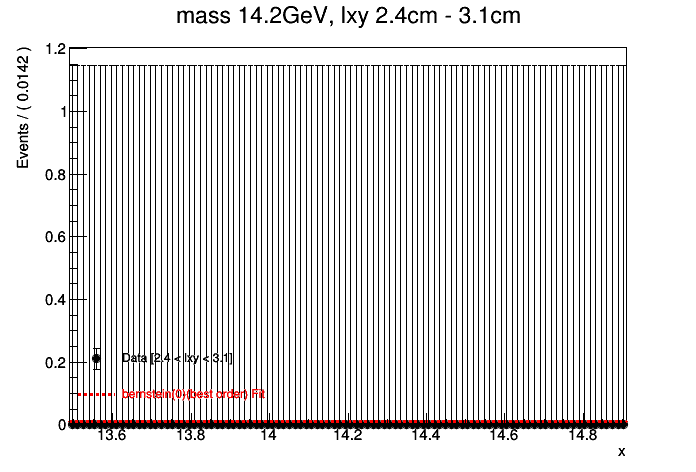 mass 14.2GeV, lxy 2.4cm - 3.1cm
Events / ( 0.0142 )
1.2
1
0.8
0.6
0.4
0.2
0
Data [2.4 < lxy < 3.1]
bernstein(0)(best order) Fit
13.6 13.8 14 14.2 14.4 14.6 14.8
x